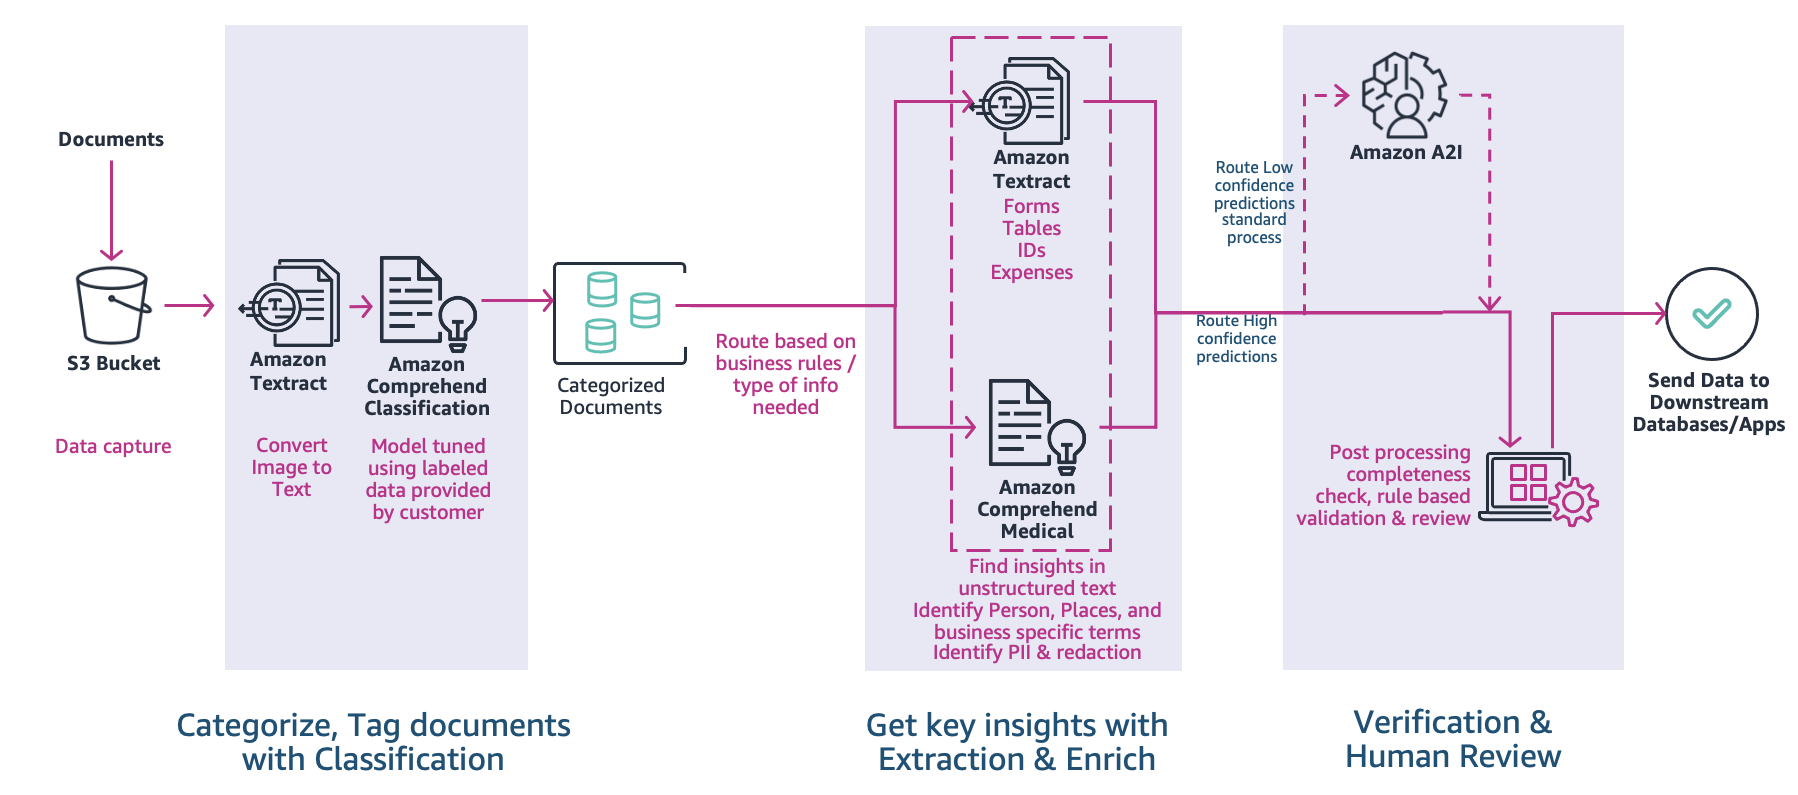 Documents
S3 Bucket
Data capture
Amazon
Textract
Convert
Image to
Text
Amazon
Comprehend
Classification
Model tuned
using labeled
data provided
by customer
Categorized
Documents
Route based on
business rules /
type of info
needed
Amazon
Textract
Forms
Tables
IDs
Expenses
Amazon
Comprehend
Medical
Find insights in
unstructured text
Identify Person, Places, and
business specific terms
Identify PII & redaction
Route Low
confidence
predictions
standard
process
Route High
confidence
predictions
Amazon A2I
Post processing
completeness
check, rule based
validation & review
Send Data to
Downstream
Databases/Apps
Categorize, Tag documents
with Classification
Get key insights with
Extraction & Enrich
Verification &
Human Review